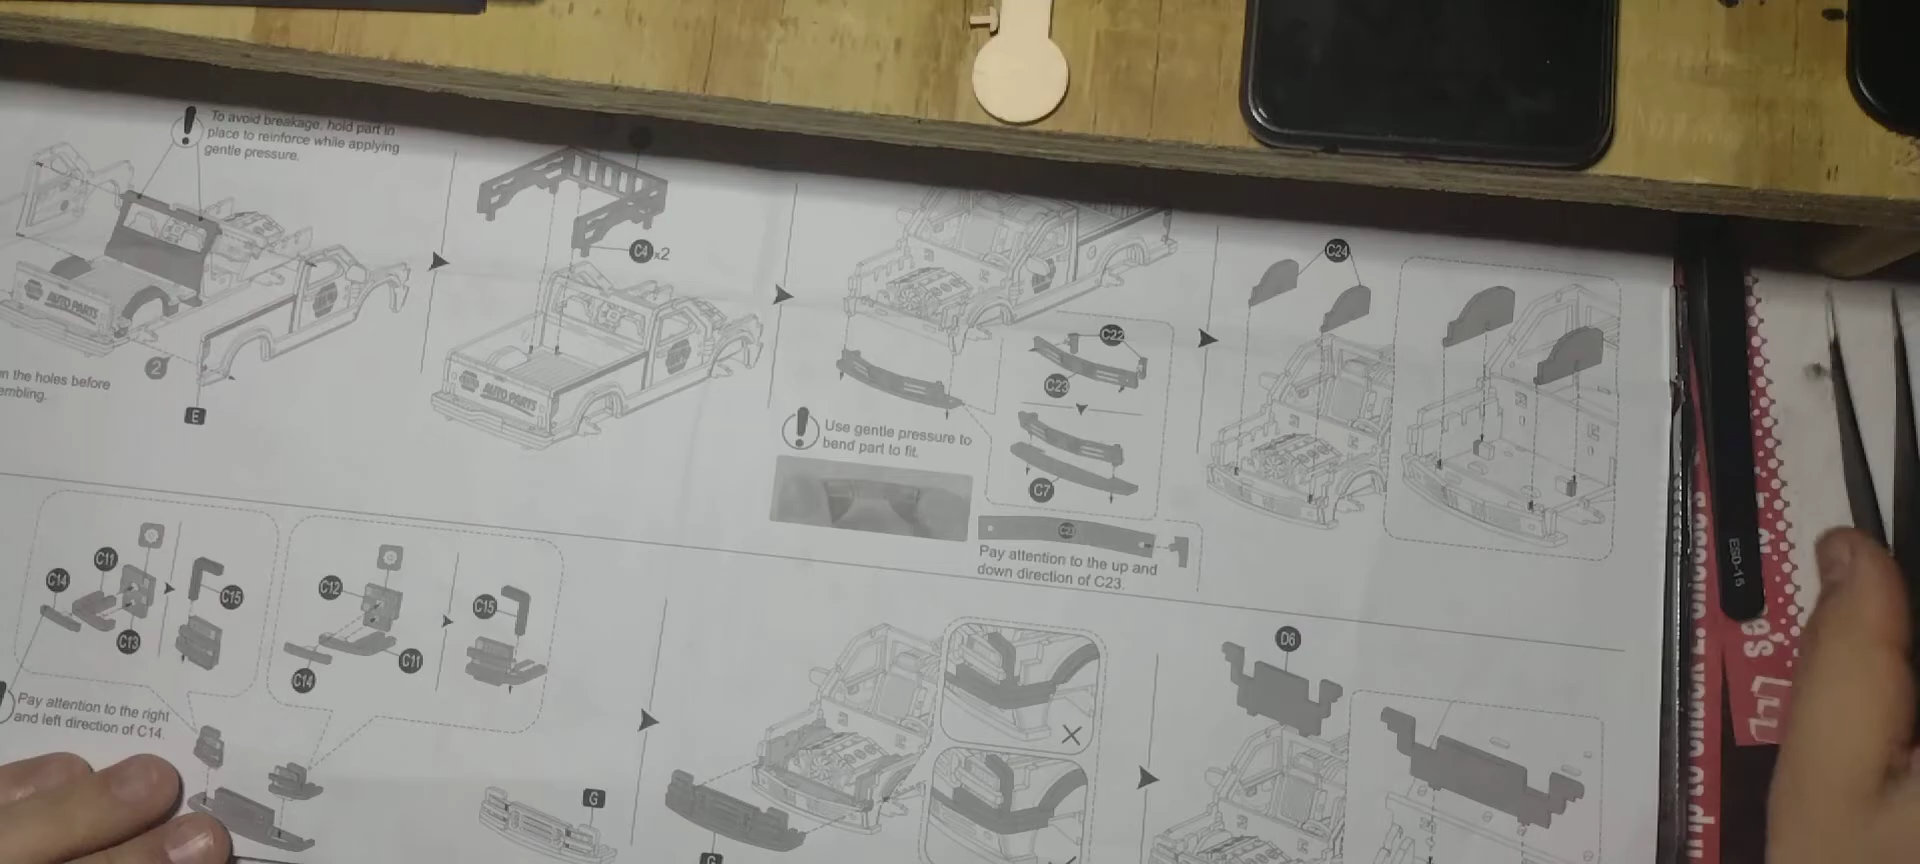 To avoid breakage, hold part in
place to reinforce while applying
gentle pressure.
C4 x2
C24
C22
C23
AUTO PARTS
2
n the holes before
embling.
E
AUTO PARTS
Use gentle pressure to
bend part to fit.
C7
C23
Pay attention to the up and
down direction of C23.
C11
C14
C15
C13
C12
C15
C11
C14
Pay attention to the right
and left direction of C14.
D6
G
G
ESD-15